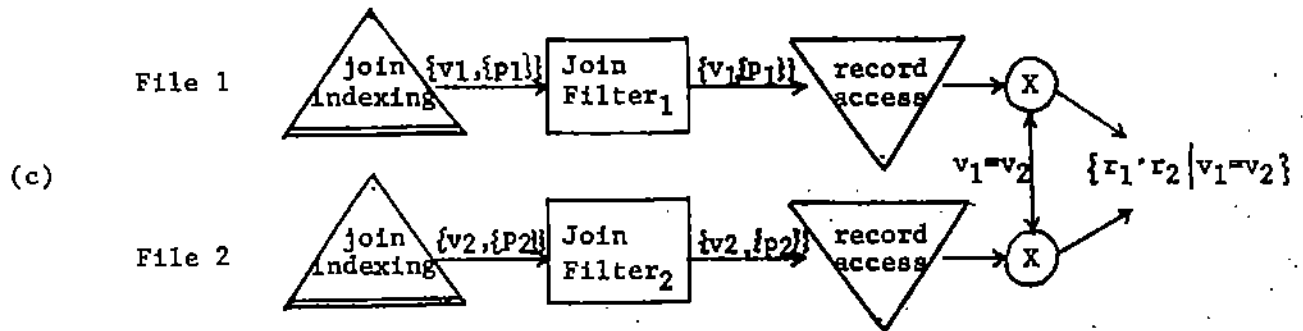 (c)
File 1
join
indexing
{v1,{p1}}
Join
Filter1
{v1{p1}}
record
access
X
v1=v2
{r1·r2|v1=v2}
File 2
join
indexing
{v2,{P2}}
Join
Filter2
{v2,{p2}}
record
access
X